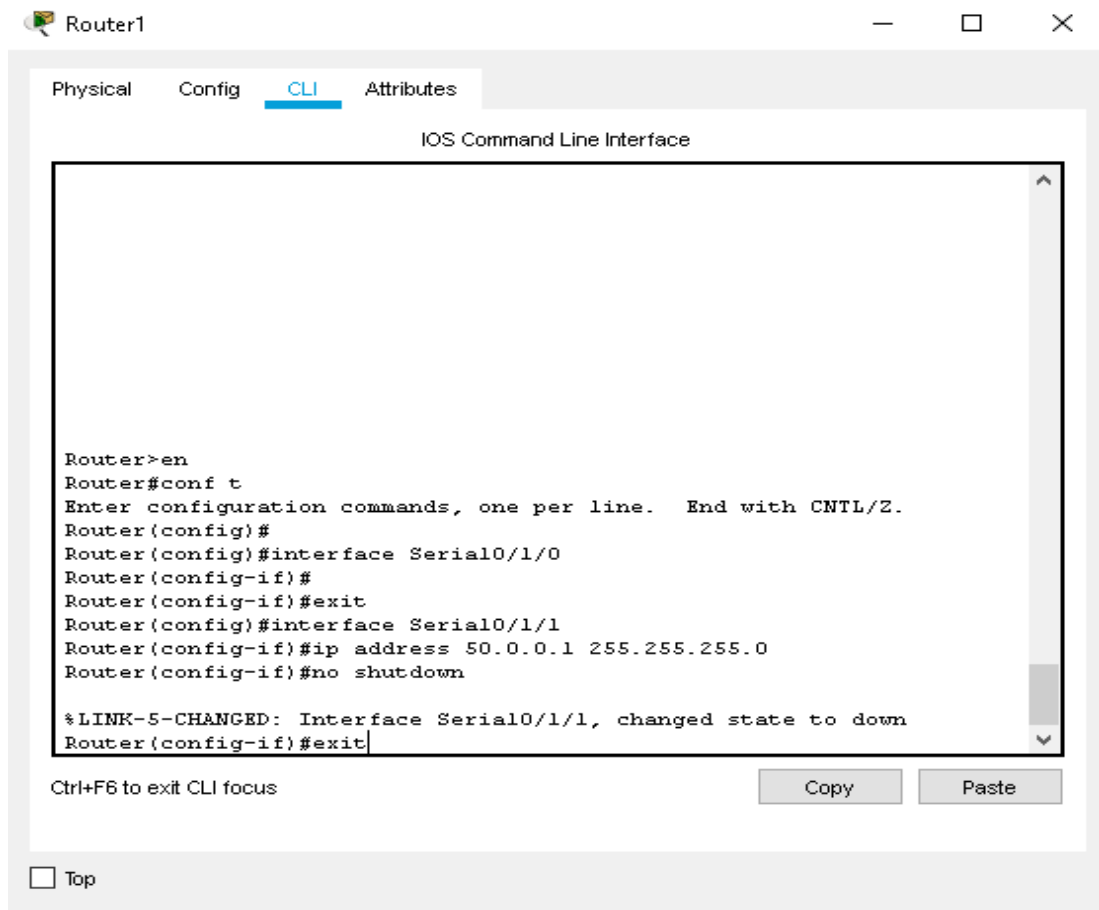 Router1
Physical Config CLI Attributes
IOS Command Line Interface
Router>en
Router#conf t
Enter configuration commands, one per line.  End with CNTL/Z.
Router(config)#
Router(config)#interface Serial0/1/0
Router(config-if)#
Router(config-if)#exit
Router(config)#interface Serial0/1/1
Router(config-if)#ip address 50.0.0.1 255.255.255.0
Router(config-if)#no shutdown
%LINK-5-CHANGED: Interface Serial0/1/1, changed state to down
Router(config-if)#exit
Ctrl+F6 to exit CLI focus
Copy Paste
Top